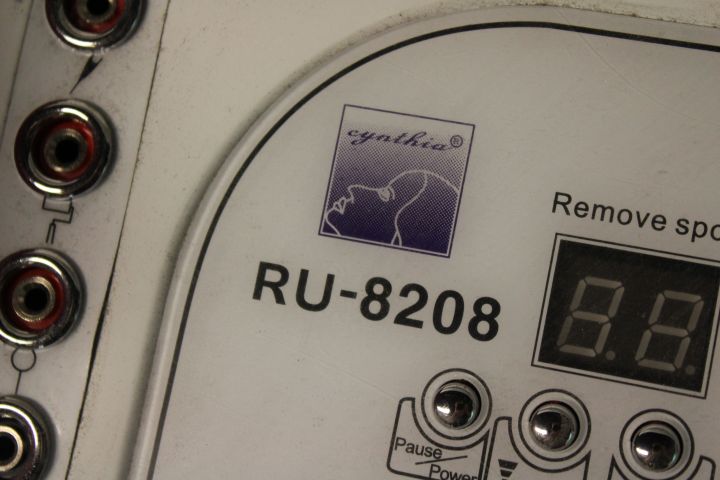 cynthia®
Remove spo
RU-8208
Pause
Power